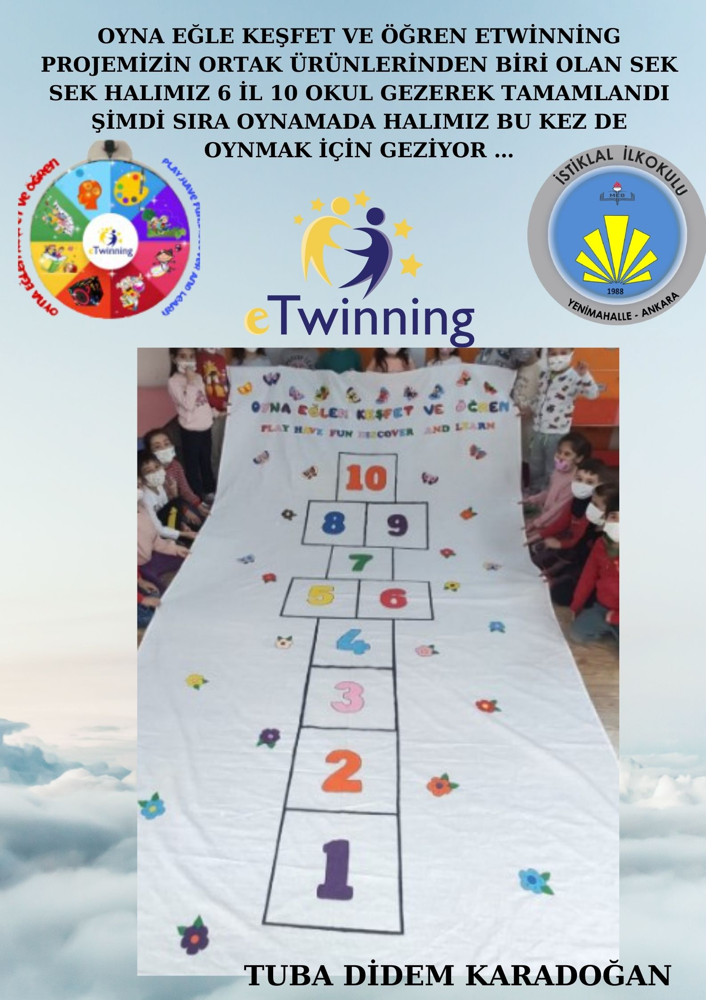 OYNA EĞLE KEŞFET VE ÖĞREN ETWİNNİNG
PROJEMİZİN ORTAK ÜRÜNLERİNDEN BİRİ OLAN SEK
SEK HALIMIZ 6 İL 10 OKUL GEZEREK TAMAMLANDI
ŞİMDİ SIRA OYNAMADA HALIMIZ BU KEZ DE
OYNMAK İÇİN GEZİYOR ...
VE ÖĞREN
OYNA
PLAY HAVE
AND LEARN
eTwinning
eTwinning
İSTİKLAL İLKOKULU
MEB
1988
YENİMAHALLE - ANKARA
OYNA EĞLEN KEŞFET VE ÖĞREN
PLAY HAVE FUN DISCOVER AND LEARN
10
8 9
7
5 6
4
3
2
1
TUBA DİDEM KARADOĞAN